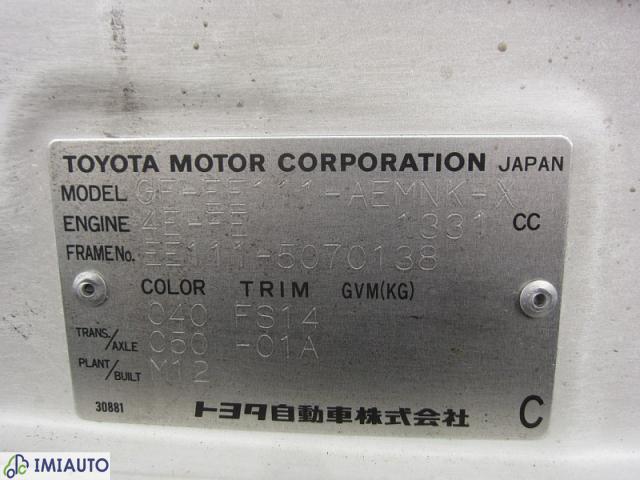 TOYOTA MOTOR CORPORATION JAPAN
MODEL GF-EE111-AEMNK-X
ENGINE 4E-FE 1331 CC
FRAME No. EE111-5070138
COLOR TRIM GVM(KG)
040 FS14
TRANS./AXLE C50 -01A
PLANT/BUILT M12
30881 トヨタ自動車株式会社 C
IMIAUTO